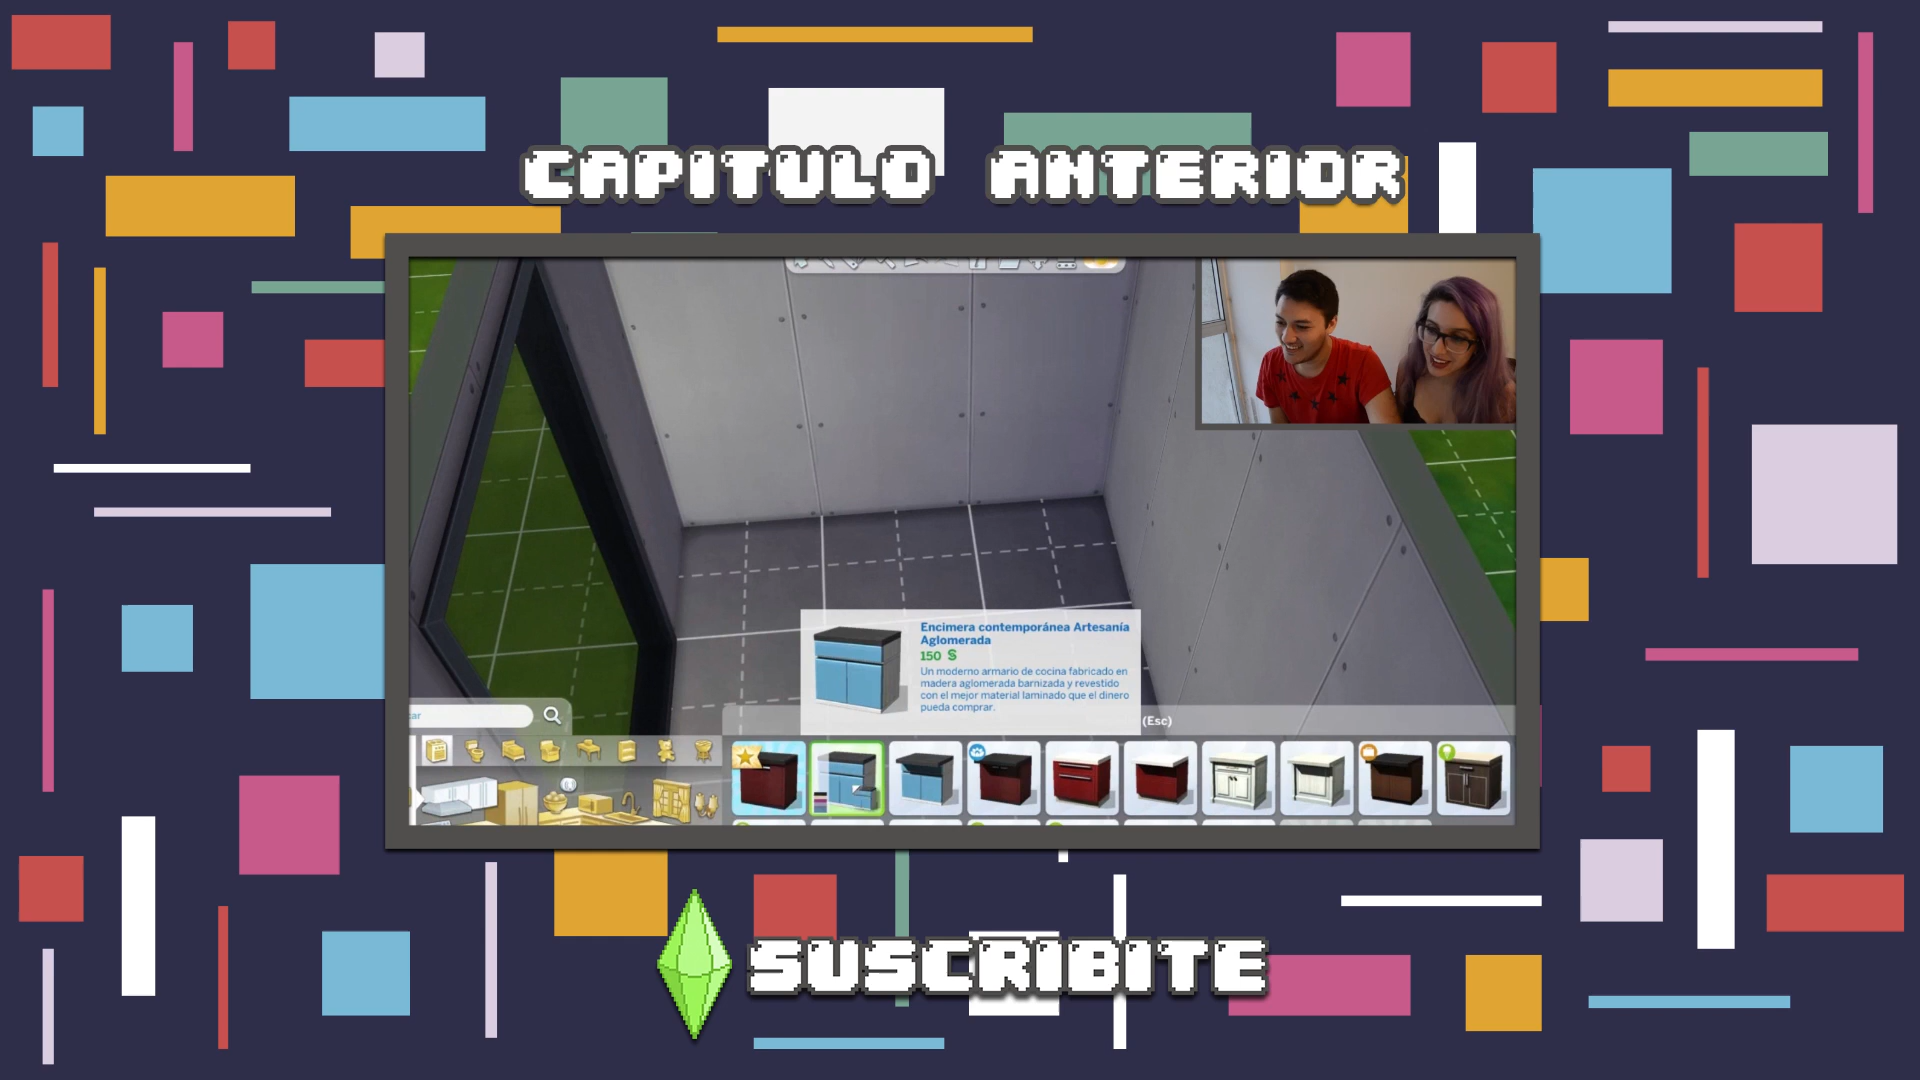 CAPITULO ANTERIOR
Encimera contemporánea Artesanía
Aglomerada
150 $
Un moderno armario de cocina fabricado en
madera aglomerada barnizada y revestido
con el mejor material laminado que el dinero
pueda comprar.
(Esc)
SUSCRIBITE